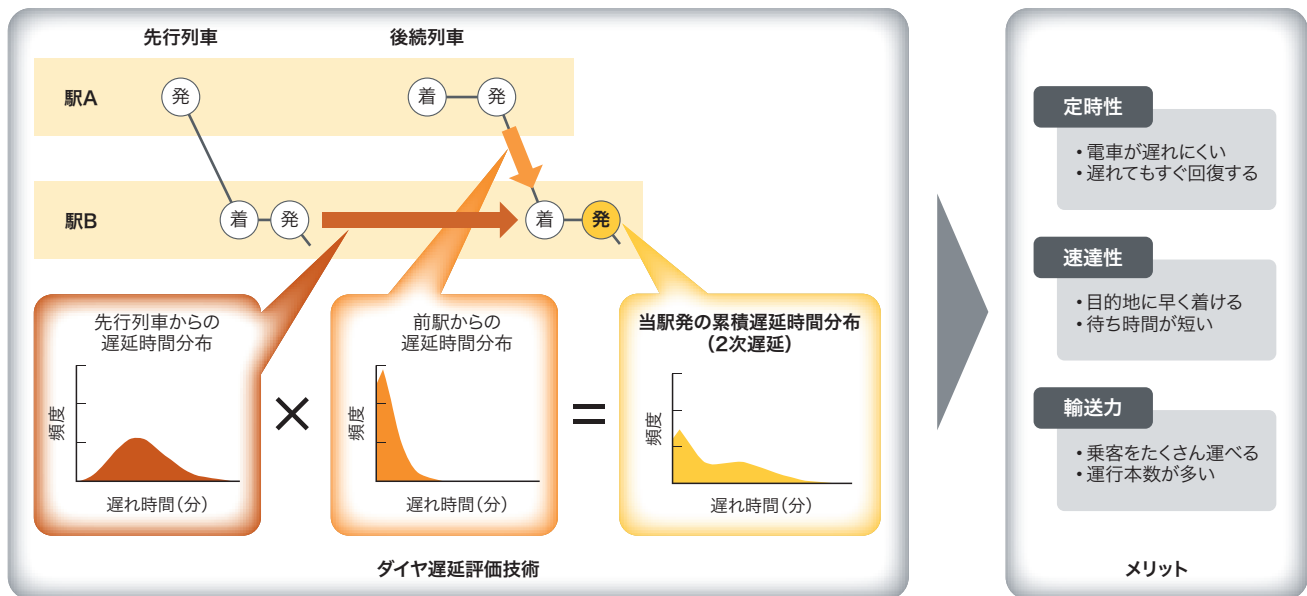 先行列車
後続列車
駅A
発
着
発
駅B
着
発
着
発
先行列車からの
遅延時間分布
頻度
遅れ時間(分)
×
前駅からの
遅延時間分布
頻度
遅れ時間(分)
=
当駅発の累積遅延時間分布
(2次遅延)
頻度
遅れ時間(分)
ダイヤ遅延評価技術
定時性
・電車が遅れにくい
・遅れてもすぐ回復する
速達性
・目的地に早く着ける
・待ち時間が短い
輸送力
・乗客をたくさん運べる
・運行本数が多い
メリット